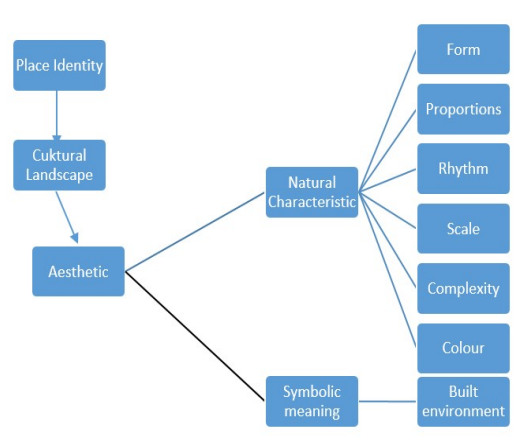 Place Identity
Cuktural
Landscape
Aesthetic
Natural
Characteristic
Symbolic
meaning
Form
Proportions
Rhythm
Scale
Complexity
Colour
Built
environment